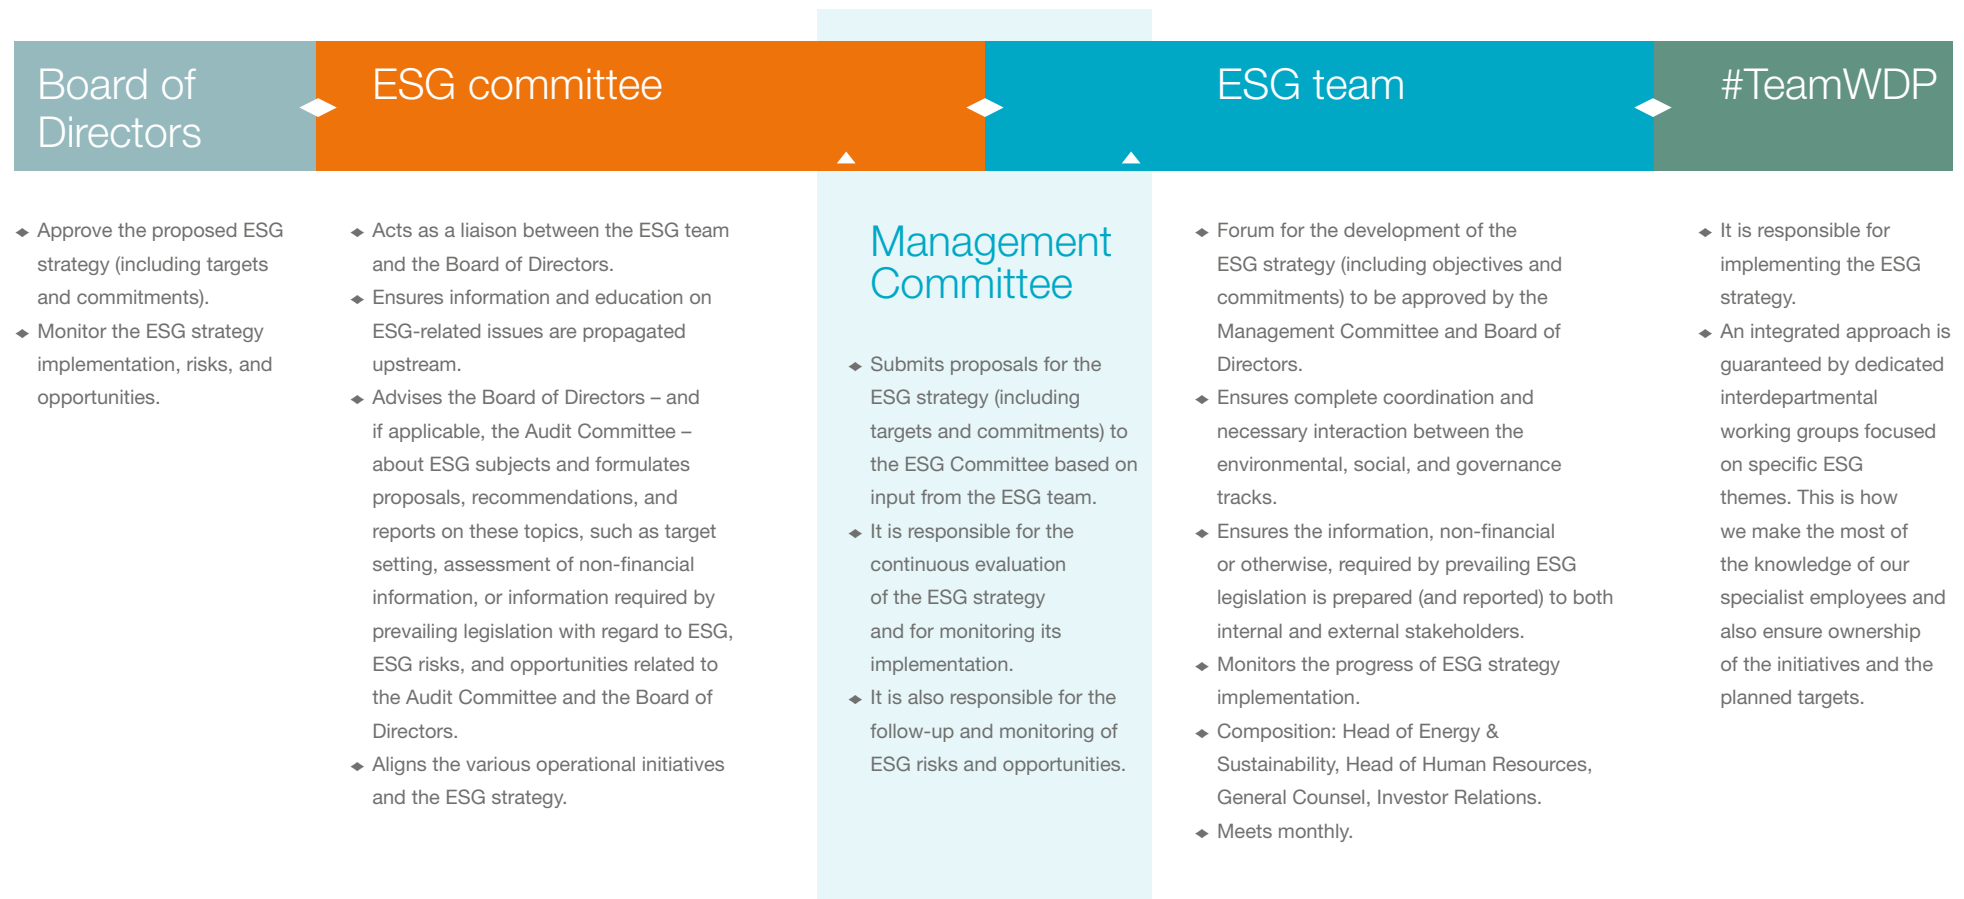 Board of
Directors
ESG committee
ESG team
#TeamWDP
Approve the proposed ESG
strategy (including targets
and commitments).
Monitor the ESG strategy
implementation, risks, and
opportunities.
Acts as a liaison between the ESG team
and the Board of Directors.
Ensures information and education on
ESG-related issues are propagated
upstream.
Advises the Board of Directors – and
if applicable, the Audit Committee –
about ESG subjects and formulates
proposals, recommendations, and
reports on these topics, such as target
setting, assessment of non-financial
information, or information required by
prevailing legislation with regard to ESG,
ESG risks, and opportunities related to
the Audit Committee and the Board of
Directors.
Aligns the various operational initiatives
and the ESG strategy.
Management
Committee
Submits proposals for the
ESG strategy (including
targets and commitments) to
the ESG Committee based on
input from the ESG team.
It is responsible for the
continuous evaluation
of the ESG strategy
and for monitoring its
implementation.
It is also responsible for the
follow-up and monitoring of
ESG risks and opportunities.
Forum for the development of the
ESG strategy (including objectives and
commitments) to be approved by the
Management Committee and Board of
Directors.
Ensures complete coordination and
necessary interaction between the
environmental, social, and governance
tracks.
Ensures the information, non-financial
or otherwise, required by prevailing ESG
legislation is prepared (and reported) to both
internal and external stakeholders.
Monitors the progress of ESG strategy
implementation.
Composition: Head of Energy &
Sustainability, Head of Human Resources,
General Counsel, Investor Relations.
Meets monthly.
It is responsible for
implementing the ESG
strategy.
An integrated approach is
guaranteed by dedicated
interdepartmental
working groups focused
on specific ESG
themes. This is how
we make the most of
the knowledge of our
specialist employees and
also ensure ownership
of the initiatives and the
planned targets.